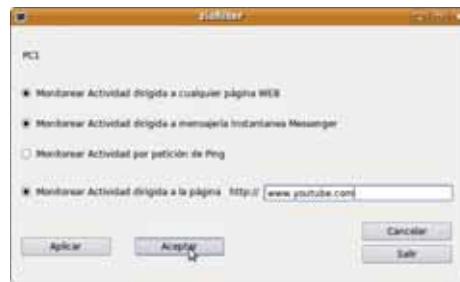 PC1
Monitorear Actividad dirigida a cualquier página WEB
Monitorear Actividad dirigida a mensajería Instantanea Messenger
Monitorear Actividad por petición de Ping
Monitorear Actividad dirigida a la página http:// www.youtube.com
Cancelar
Aplicar Aceptar
Salir